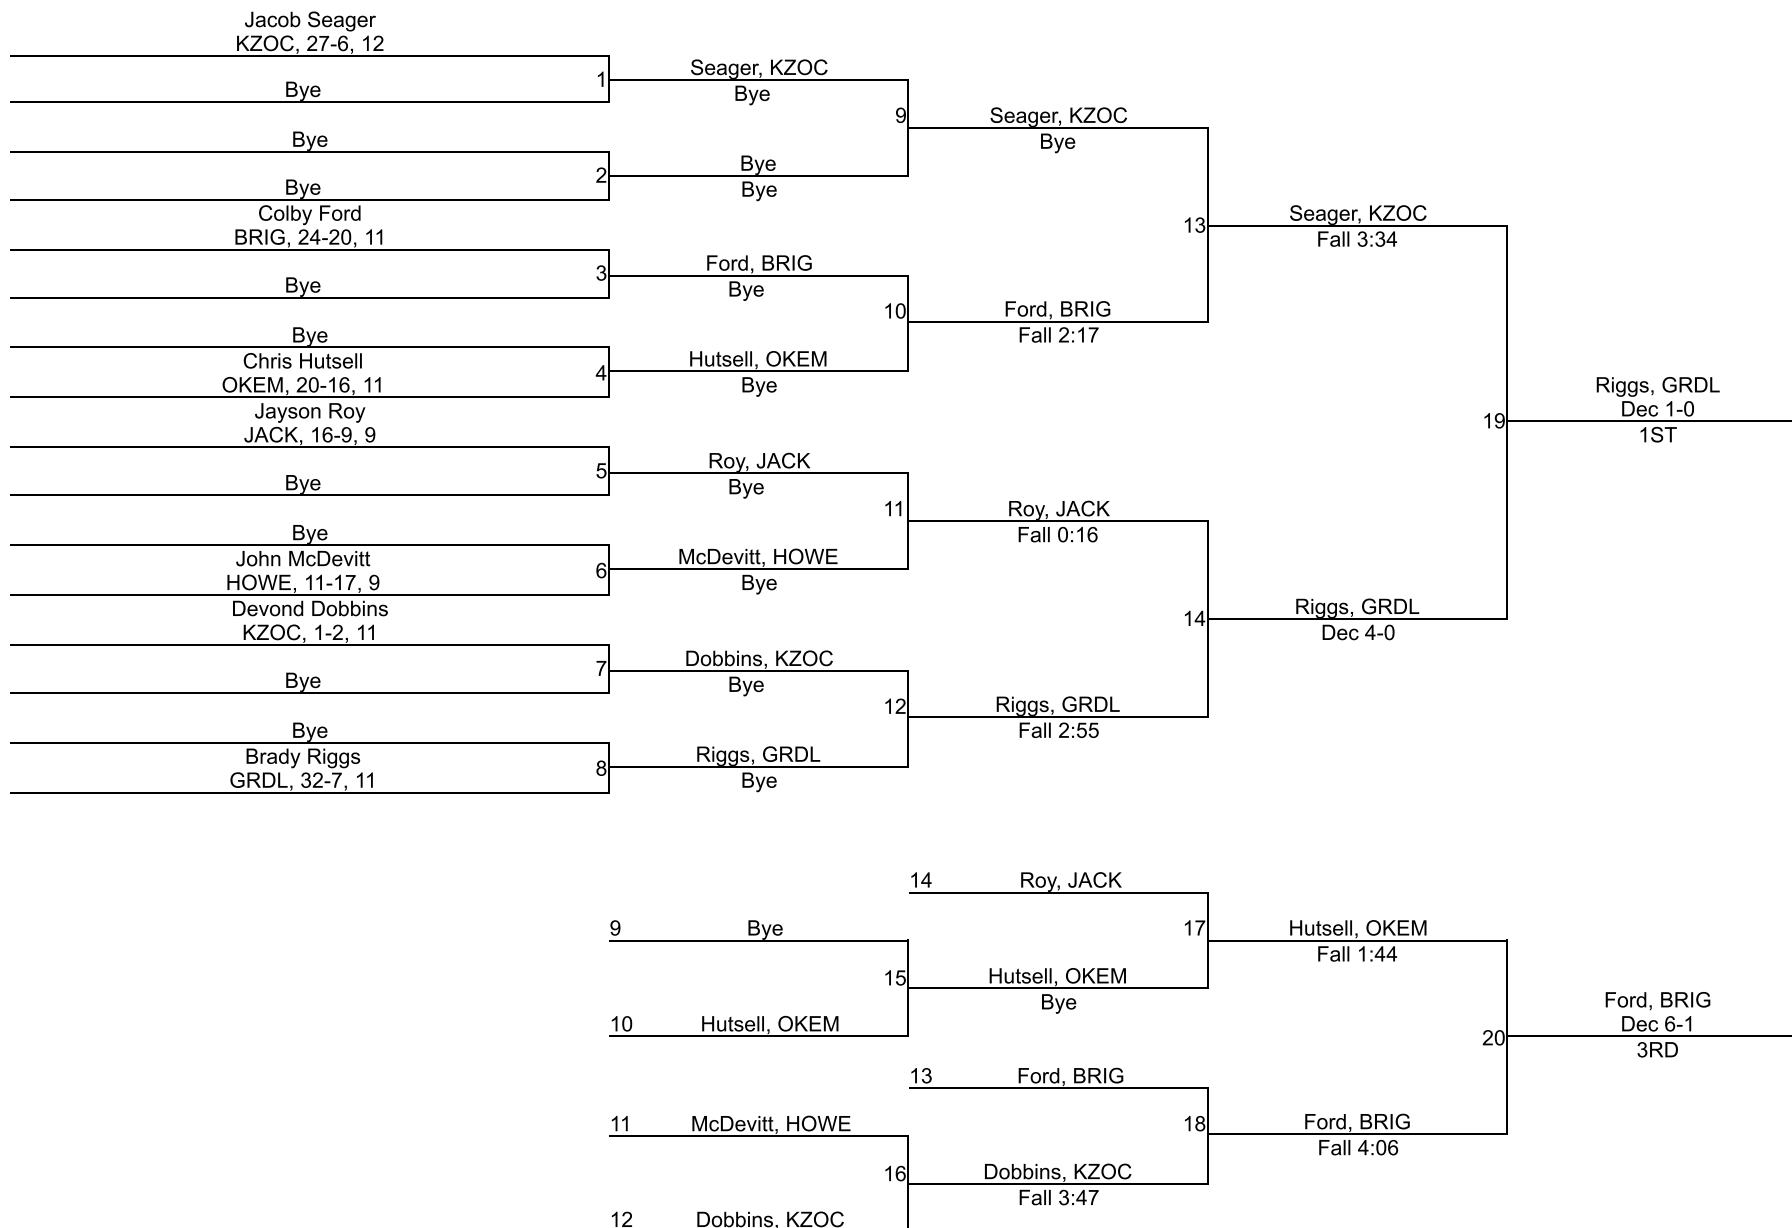 Jacob Seager
KZOC, 27-6, 12
Bye
1
Bye
Bye
2
Colby Ford
BRIG, 24-20, 11
Bye
3
Bye
Chris Hutsell
OKEM, 20-16, 11
4
Jayson Roy
JACK, 16-9, 9
Bye
5
Bye
John McDevitt
HOWE, 11-17, 9
6
Devond Dobbins
KZOC, 1-2, 11
Bye
7
Bye
Brady Riggs
GRDL, 32-7, 11
8
Seager, KZOC
Bye
9
Bye
Bye
Ford, BRIG
Bye
10
Hutsell, OKEM
Bye
Roy, JACK
Bye
11
McDevitt, HOWE
Bye
Dobbins, KZOC
Bye
12
Riggs, GRDL
Bye
Seager, KZOC
Bye
13
Ford, BRIG
Fall 2:17
Roy, JACK
Fall 0:16
14
Riggs, GRDL
Fall 2:55
Seager, KZOC
Fall 3:34
19
Riggs, GRDL
Dec 4-0
Riggs, GRDL
Dec 1-0
1ST
14 Roy, JACK
9 Bye
17
15
Hutsell, OKEM
Bye
10 Hutsell, OKEM
Hutsell, OKEM
Fall 1:44
13 Ford, BRIG
11 McDevitt, HOWE
18
16
Dobbins, KZOC
Fall 3:47
12 Dobbins, KZOC
Ford, BRIG
Fall 4:06
20
Ford, BRIG
Dec 6-1
3RD